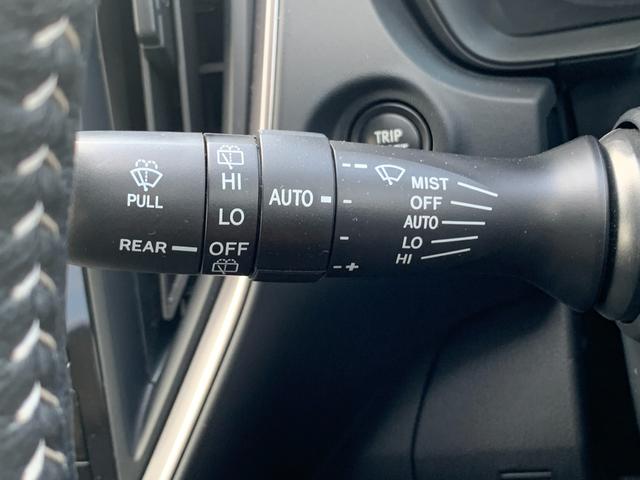 TRIP
PULL
REAR
HI
LO
OFF
AUTO
-- -
-
-
-+
MIST
OFF
AUTO
LO
HI